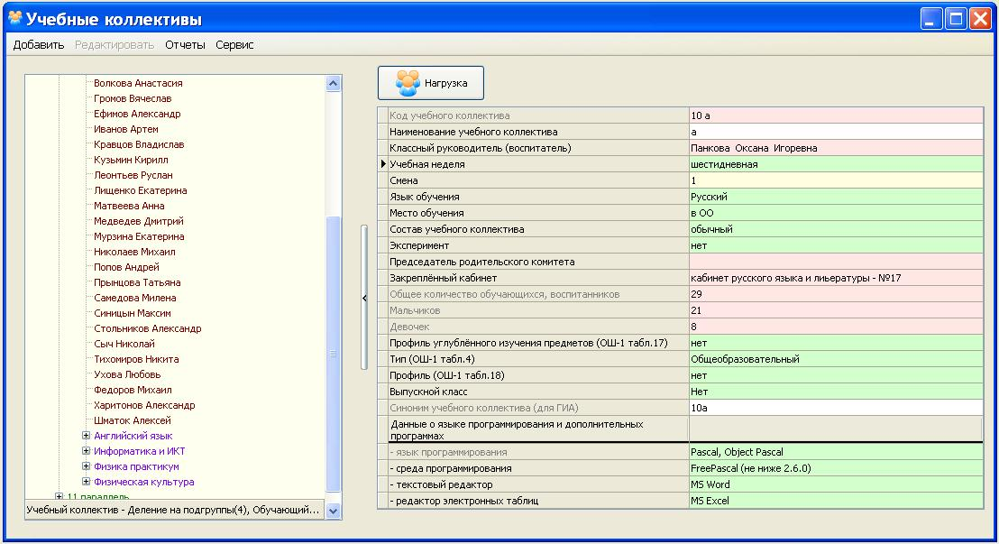 Учебные коллективы
Добавить Редактировать Отчеты Сервис
Волкова Анастасия
Громов Вячеслав
Ефимов Александр
Иванов Артем
Кравцов Владислав
Кузьмин Кирилл
Леонтьев Руслан
Лищенко Екатерина
Матвеева Анна
Медведев Дмитрий
Мурзина Екатерина
Николаев Михаил
Попов Андрей
Прынцова Татьяна
Самедова Милена
Синицын Максим
Стольников Александр
Сыч Николай
Тихомиров Никита
Ухова Любовь
Федоров Михаил
Харитонов Александр
Шматок Алексей
Английский язык
Информатика и ИКТ
Физика практикум
Физическая культура
11 параллель
Учебный коллектив - Деление на подгруппы(4), Обучающий...
Нагрузка
Код учебного коллектива 10 а
Наименование учебного коллектива а
Классный руководитель (воспитатель) Панкова Оксана Игоревна
Учебная неделя шестидневная
Смена 1
Язык обучения Русский
Место обучения в ОО
Состав учебного коллектива обычный
Эксперимент нет
Председатель родительского комитета
Закреплённый кабинет кабинет русского языка и лиьературы - №17
Общее количество обучающихся, воспитанников 29
Мальчиков 21
Девочек 8
Профиль углублённого изучения предметов (ОШ-1 табл.17) нет
Тип (ОШ-1 табл.4) Общеобразовательный
Профиль (ОШ-1 табл.18) нет
Выпускной класс Нет
Синоним учебного коллектива (для ГИА) 10а
Данные о языке программирования и дополнительных
программах
- язык программирования Pascal, Object Pascal
- среда программирования FreePascal (не ниже 2.6.0)
- текстовый редактор MS Word
- редактор электронных таблиц MS Excel